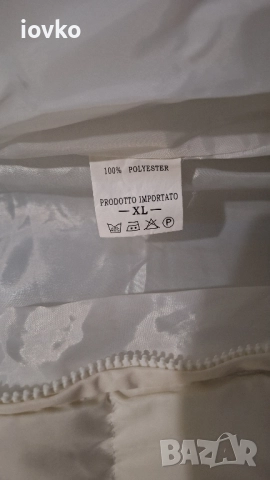 iovko
100% POLYESTER
PRODOTTO IMPORTATO
—XL—
P
BAZAR